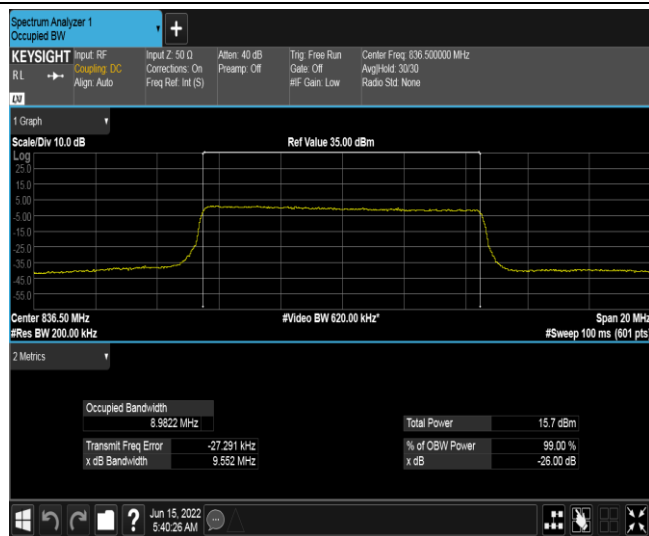 Spectrum Analyzer 1
Occupied BW
+
KEYSIGHT
RL
LXI
Input: RF
Coupling: DC
Align: Auto
Input Z: 50 Ω
Corrections: On
Freq Ref: Int (S)
Atten: 40 dB
Preamp: Off
Trig: Free Run
Gate: Off
#IF Gain: Low
Center Freq: 836.500000 MHz
Avg|Hold: 30/30
Radio Std: None
1 Graph
Scale/Div 10.0 dB
Ref Value 35.00 dBm
Log
25.0
15.0
5.00
-5.00
-15.0
-25.0
-35.0
-45.0
-55.0
Center 836.50 MHz
#Video BW 620.00 kHz*
Span 20 MHz
#Res BW 200.00 kHz
#Sweep 100 ms (601 pts
2 Metrics
Occupied Bandwidth
8.9822 MHz
Total Power 15.7 dBm
Transmit Freq Error -27.291 kHz
% of OBW Power 99.00 %
x dB Bandwidth 9.552 MHz
x dB -26.00 dB
?
Jun 15, 2022
5:40:26 AM